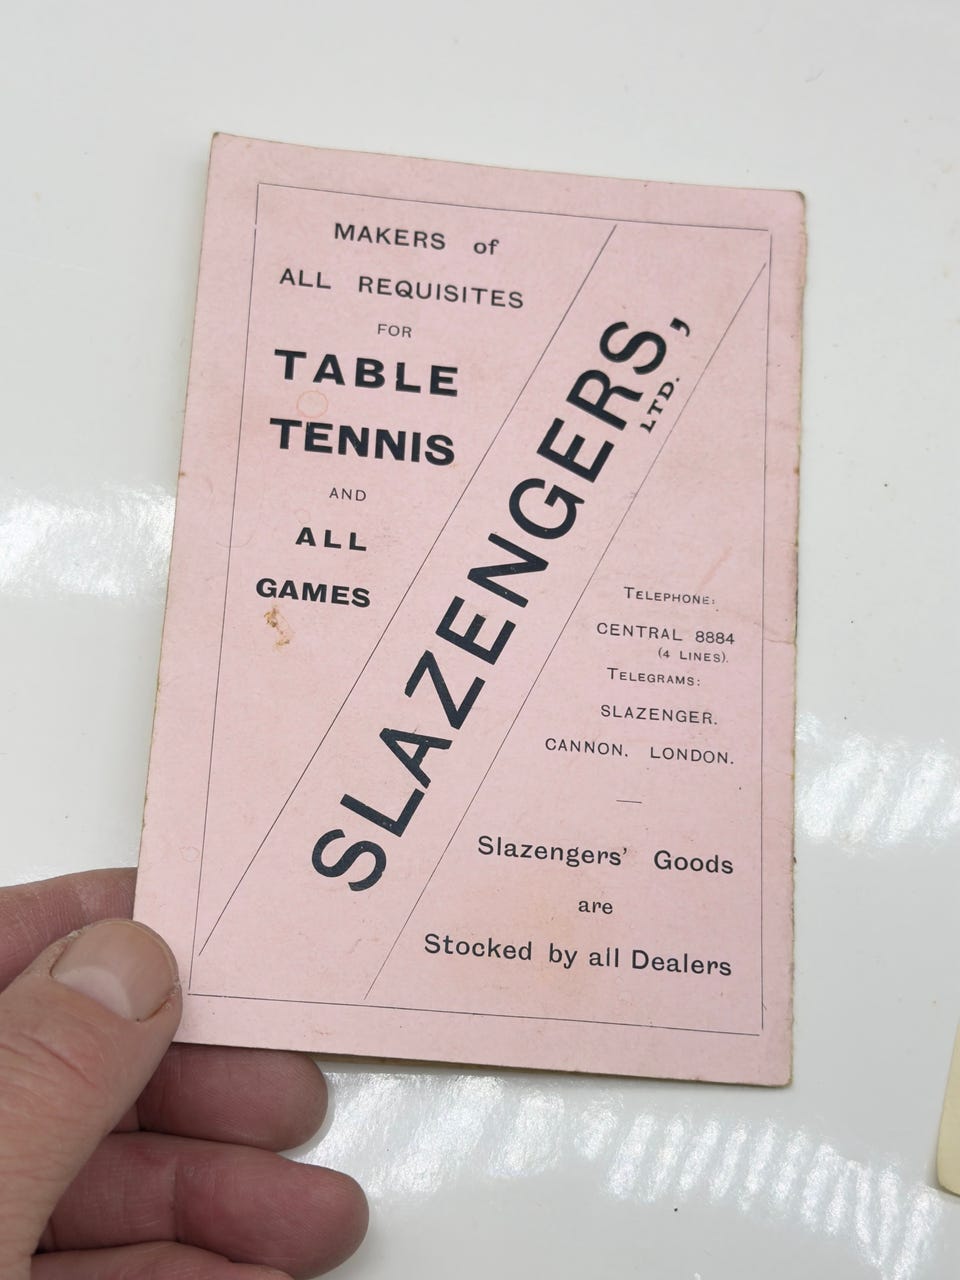 MAKERS of
ALL REQUISITES
FOR
TABLE
TENNIS
AND
ALL
GAMES
SLAZENGERS,
LTD.
TELEPHONE:
CENTRAL 8884
(4 LINES).
TELEGRAMS:
SLAZENGER.
CANNON. LONDON.
Slazengers' Goods
are
Stocked by all Dealers